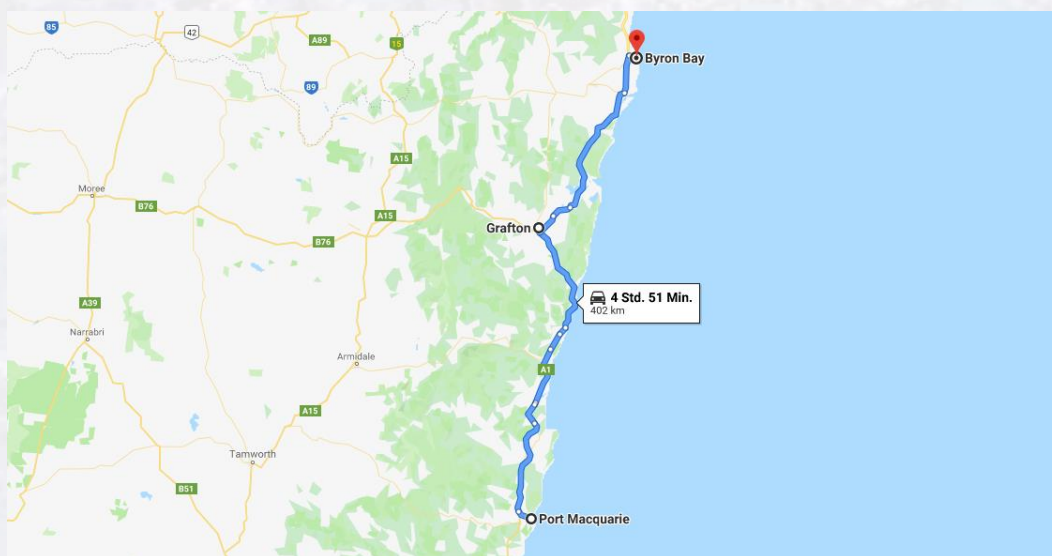 85
42
A89
15
Byron Bay
89
A15
Moree
B76
A15
Grafton
B76
4 Std. 51 Min.
402 km
A39
Narrabri
Armidale
A1
A15
Tamworth
B51
Port Macquarie